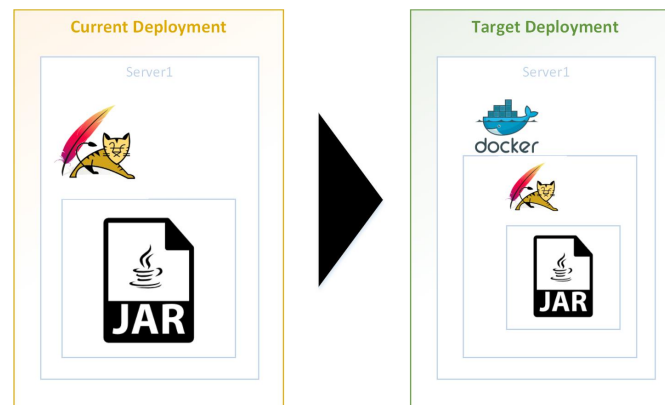 Current Deployment
Server1
JAR
Target Deployment
Server1
docker
JAR